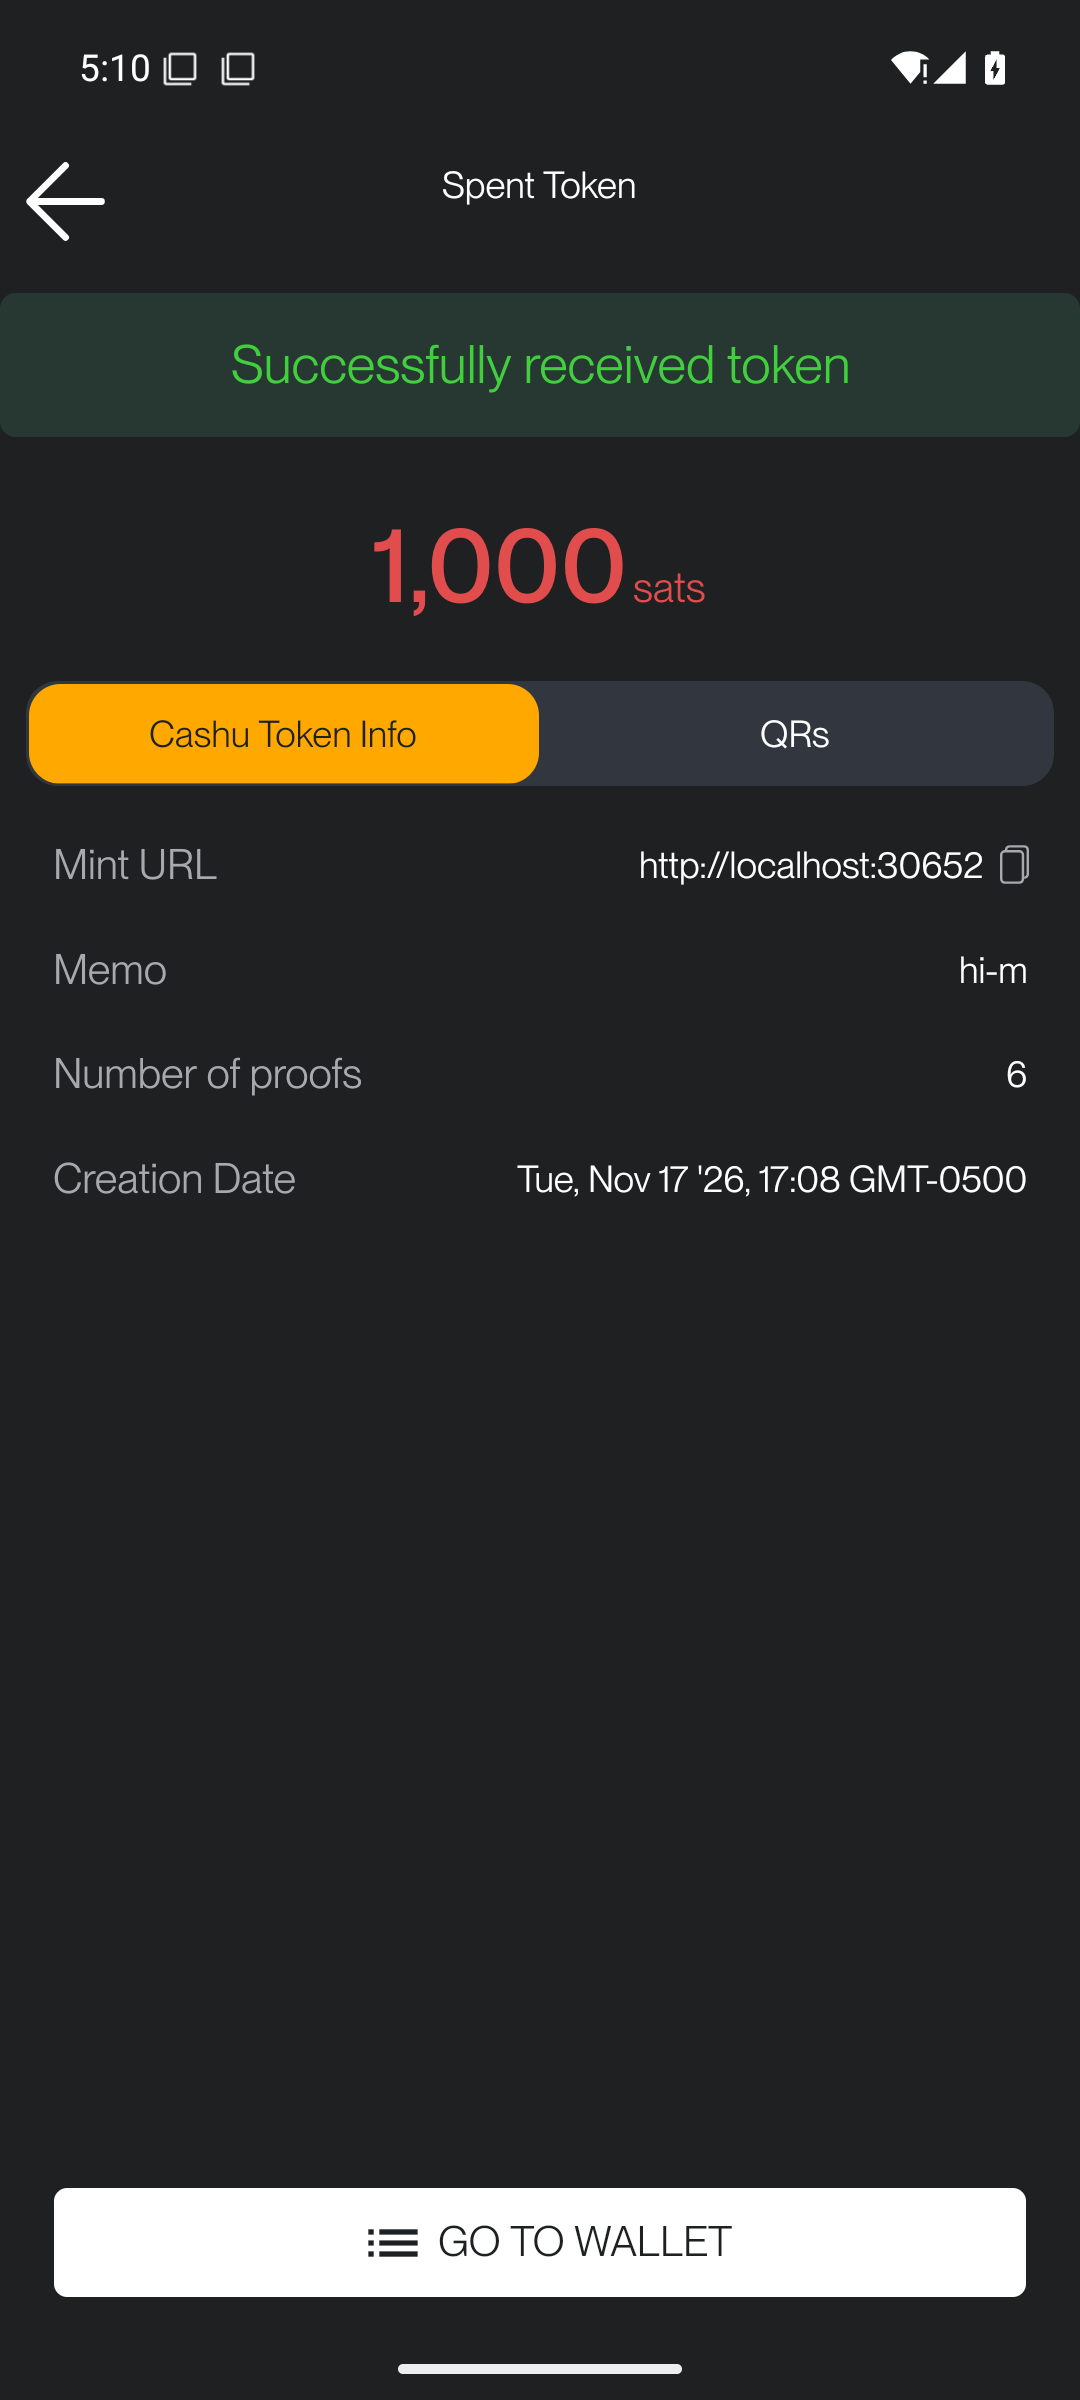 5:10
Spent Token
Successfully received token
1,000 sats
Cashu Token Info
QRs
Mint URL
http://localhost:30652
Memo
hi-m
Number of proofs
6
Creation Date
Tue, Nov 17 '26, 17:08 GMT-0500
GO TO WALLET